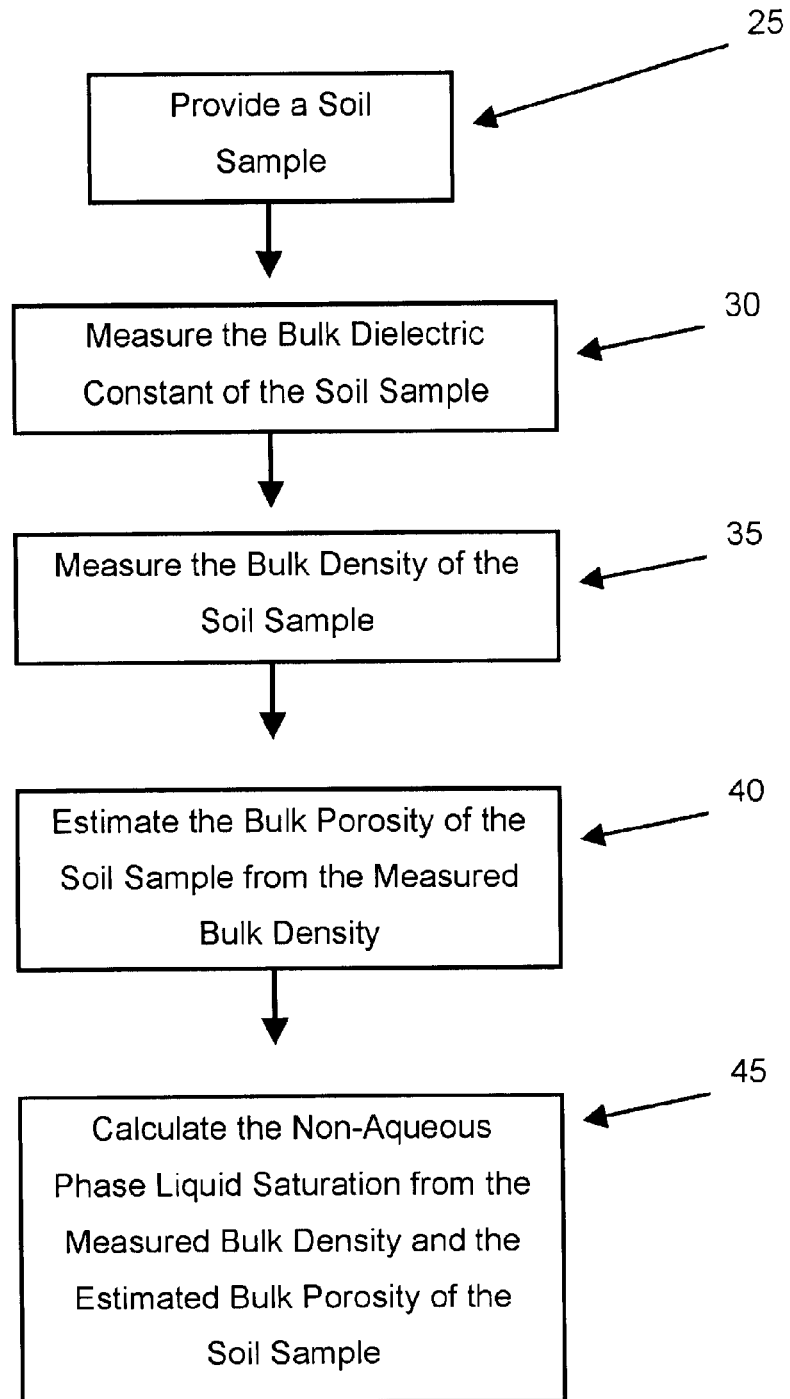 25
Provide a Soil
Sample
30
Measure the Bulk Dielectric
Constant of the Soil Sample
35
Measure the Bulk Density of the
Soil Sample
40
Estimate the Bulk Porosity of the
Soil Sample from the Measured
Bulk Density
45
Calculate the Non-Aqueous
Phase Liquid Saturation from the
Measured Bulk Density and the
Estimated Bulk Porosity of the
Soil Sample